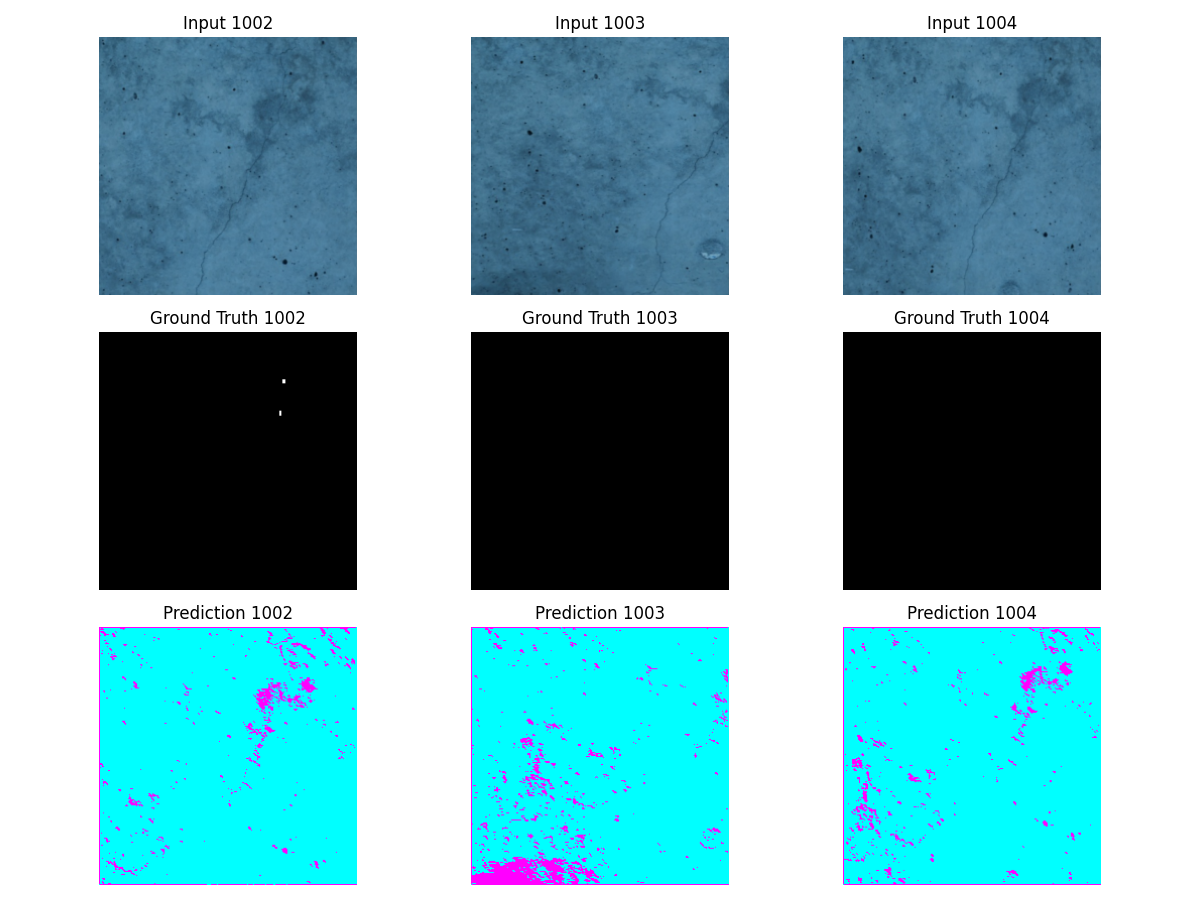 Input 1002
Input 1003
Input 1004
Ground Truth 1002
Ground Truth 1003
Ground Truth 1004
Prediction 1002
Prediction 1003
Prediction 1004